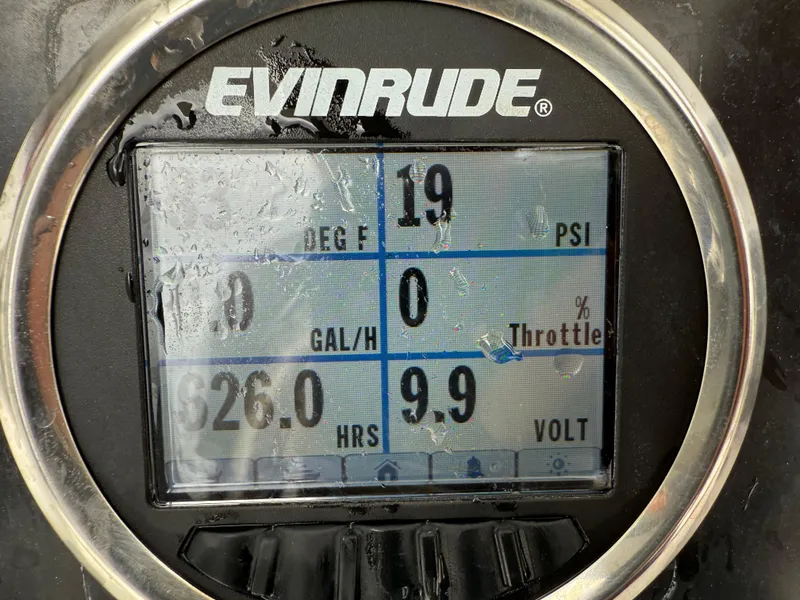 EVINRUDE®
DEG F
19 PSI
GAL/H
0 % Throttle
626.0 HRS
9.9 VOLT